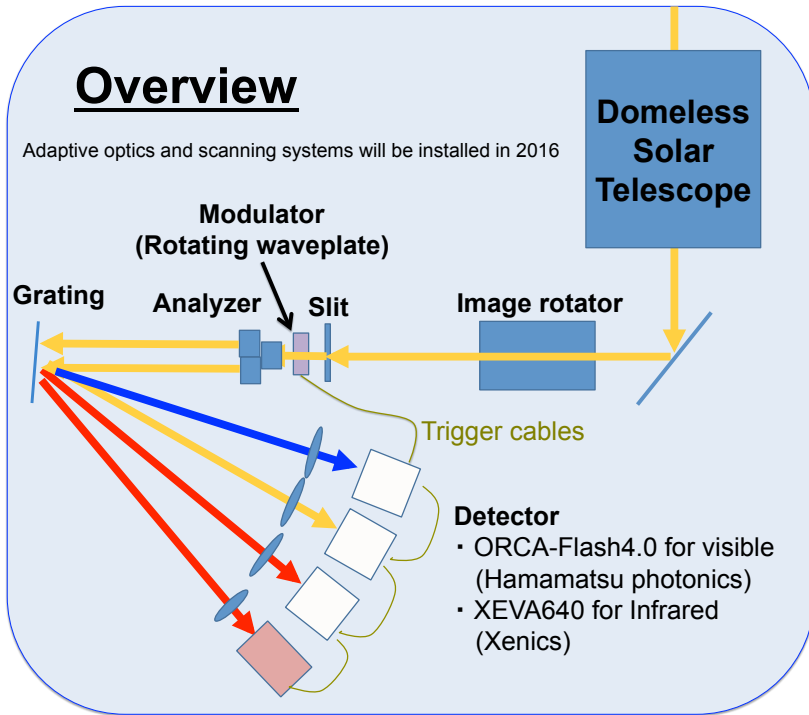 Overview
Adaptive optics and scanning systems will be installed in 2016
Domeless
Solar
Telescope
Modulator
(Rotating waveplate)
Grating
Analyzer
Slit
Image rotator
Trigger cables
Detector
・ORCA-Flash4.0 for visible
(Hamamatsu photonics)
・XEVA640 for Infrared
(Xenics)